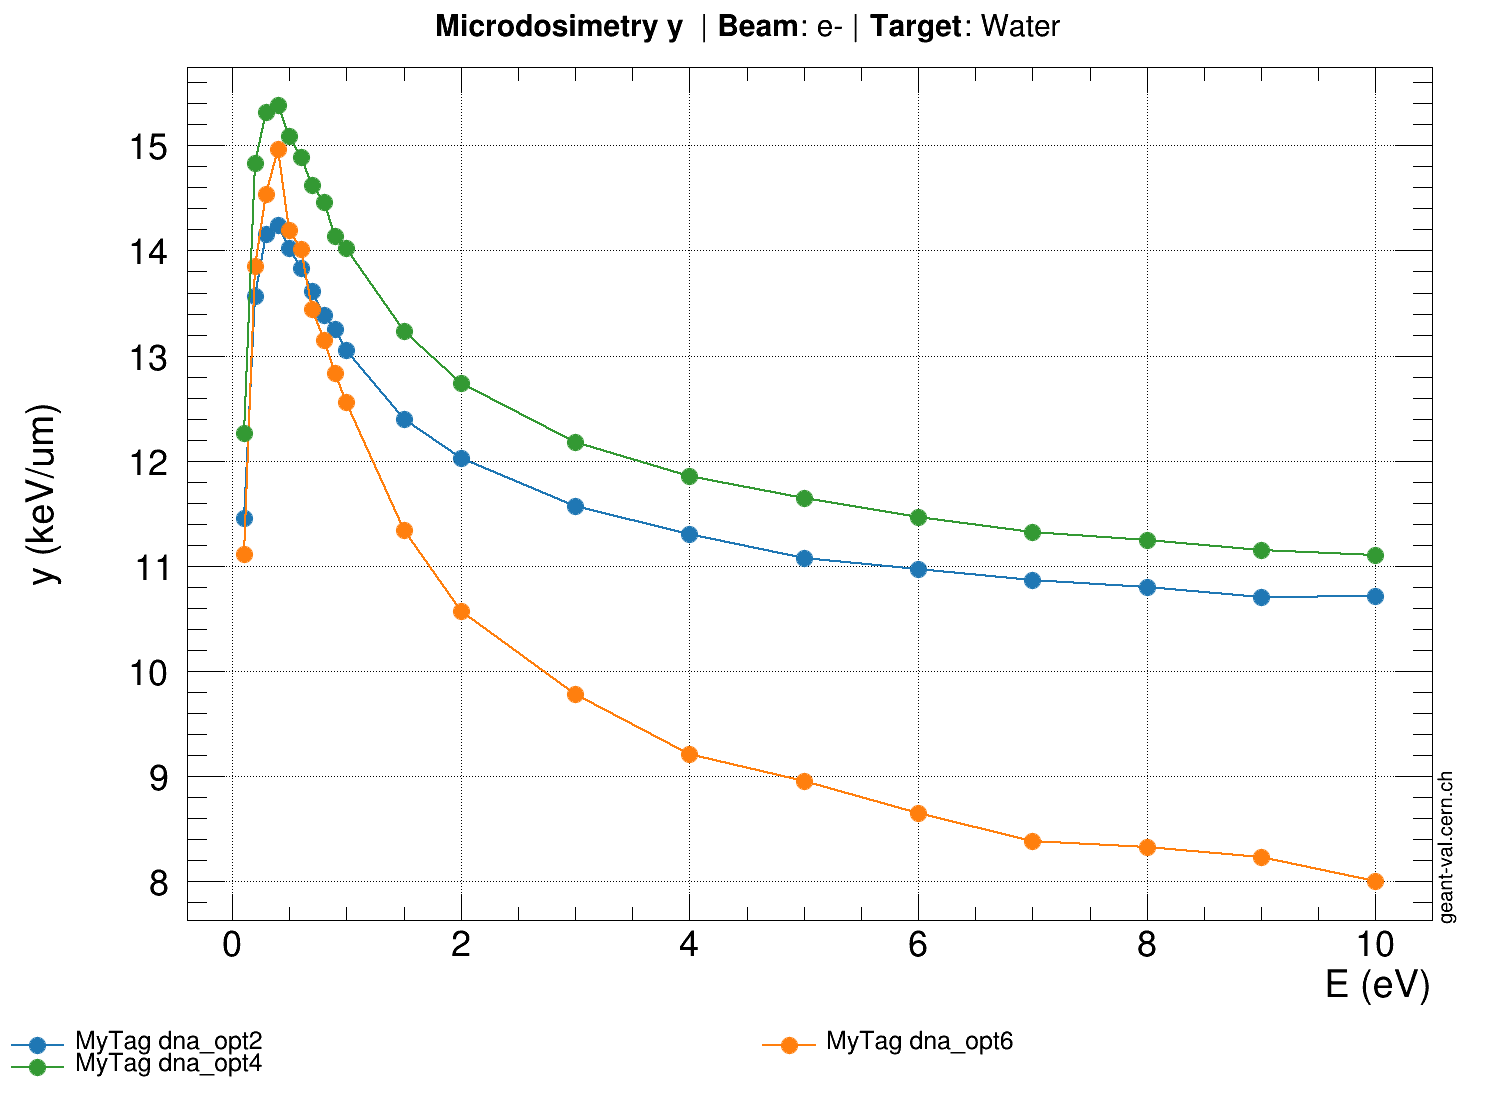 Microdosimetry y | Beam: e- | Target: Water
15
14
13
12
11
10
9
8
y (keV/um)
0 2 4 6 8 10
E (eV)
geant-val.cern.ch
MyTag dna_opt2
MyTag dna_opt4
MyTag dna_opt6